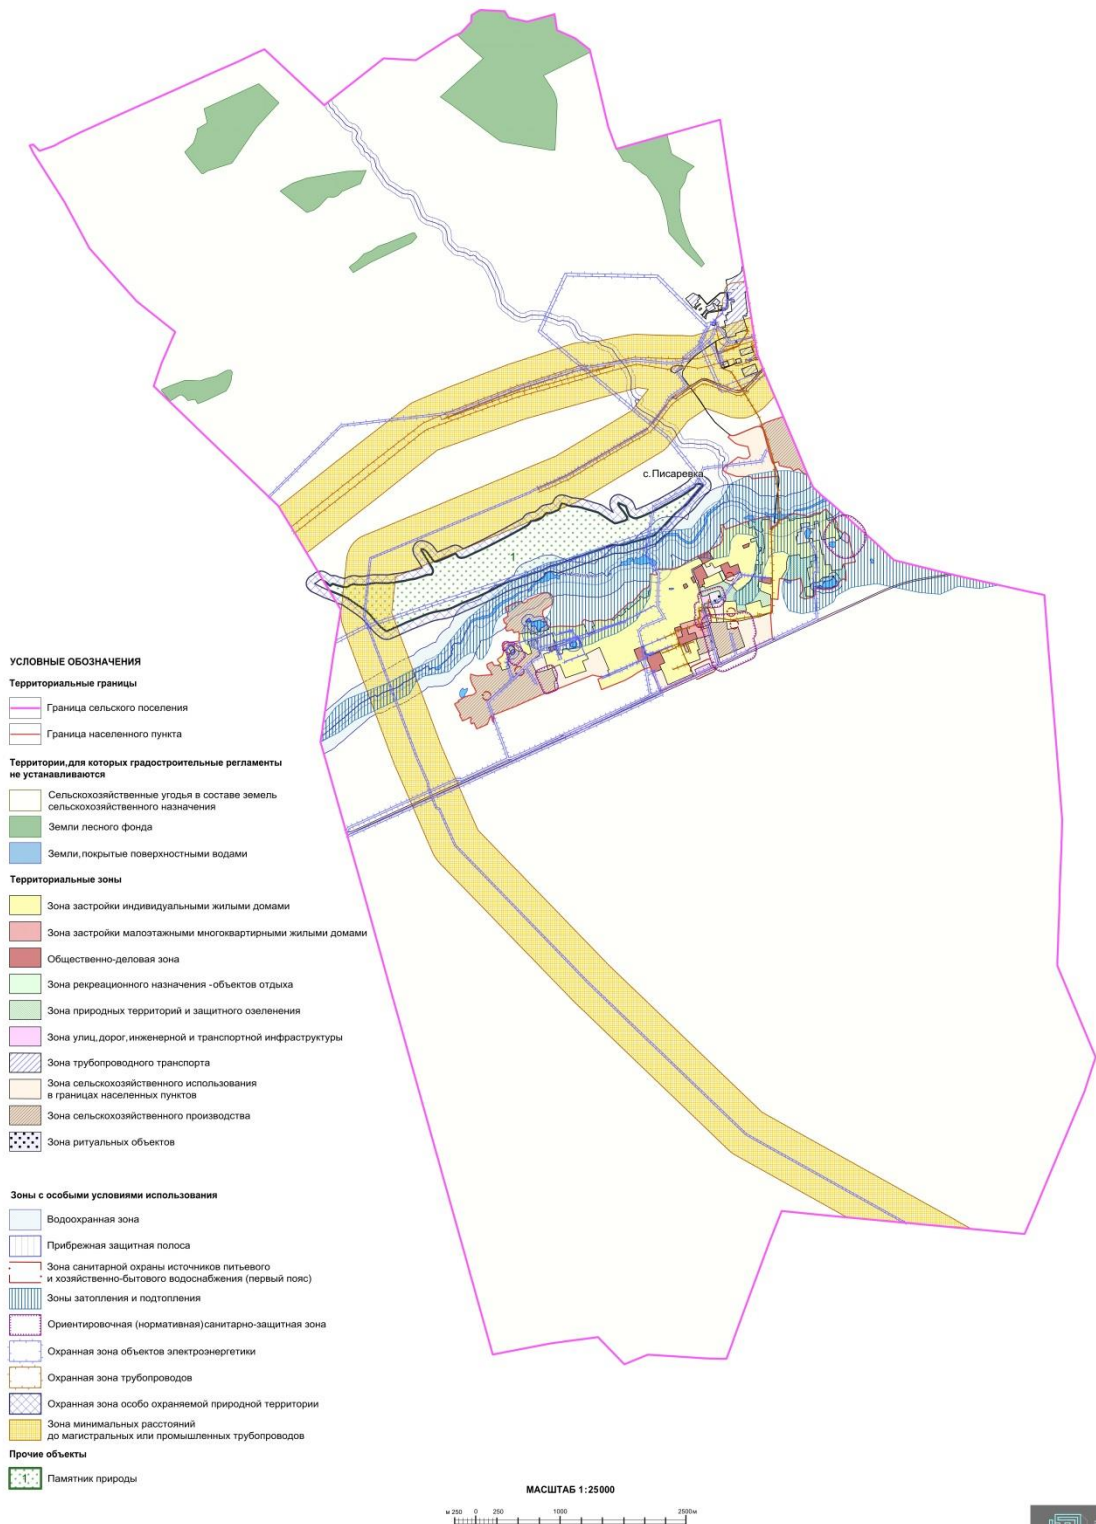 с.Писаревка
1
УСЛОВНЫЕ ОБОЗНАЧЕНИЯ
Территориальные границы
Граница сельского поселения
Граница населенного пункта
Территории,для которых градостроительные регламенты
не устанавливаются
Сельскохозяйственные угодья в составе земель
сельскохозяйственного назначения
Земли лесного фонда
Земли,покрытые поверхностными водами
Территориальные зоны
Зона застройки индивидуальными жилыми домами
Зона застройки малоэтажными многоквартирными жилыми домами
Общественно-деловая зона
Зона рекреационного назначения -объектов отдыха
Зона природных территорий и защитного озеленения
Зона улиц,дорог,инженерной и транспортной инфраструктуры
Зона трубопроводного транспорта
Зона сельскохозяйственного использования
в границах населенных пунктов
Зона сельскохозяйственного производства
Зона ритуальных объектов
Зоны с особыми условиями использования
Водоохранная зона
Прибрежная защитная полоса
Зона санитарной охраны источников питьевого
и хозяйственно-бытового водоснабжения (первый пояс)
Зоны затопления и подтопления
Ориентировочная (нормативная)санитарно-защитная зона
Охранная зона объектов электроэнергетики
Охранная зона трубопроводов
Охранная зона особо охраняемой природной территории
Зона минимальных расстояний
до магистральных или промышленных трубопроводов
Прочие объекты
1 Памятник природы
МАСШТАБ 1:25000
м 250 0 250 1000 2500м